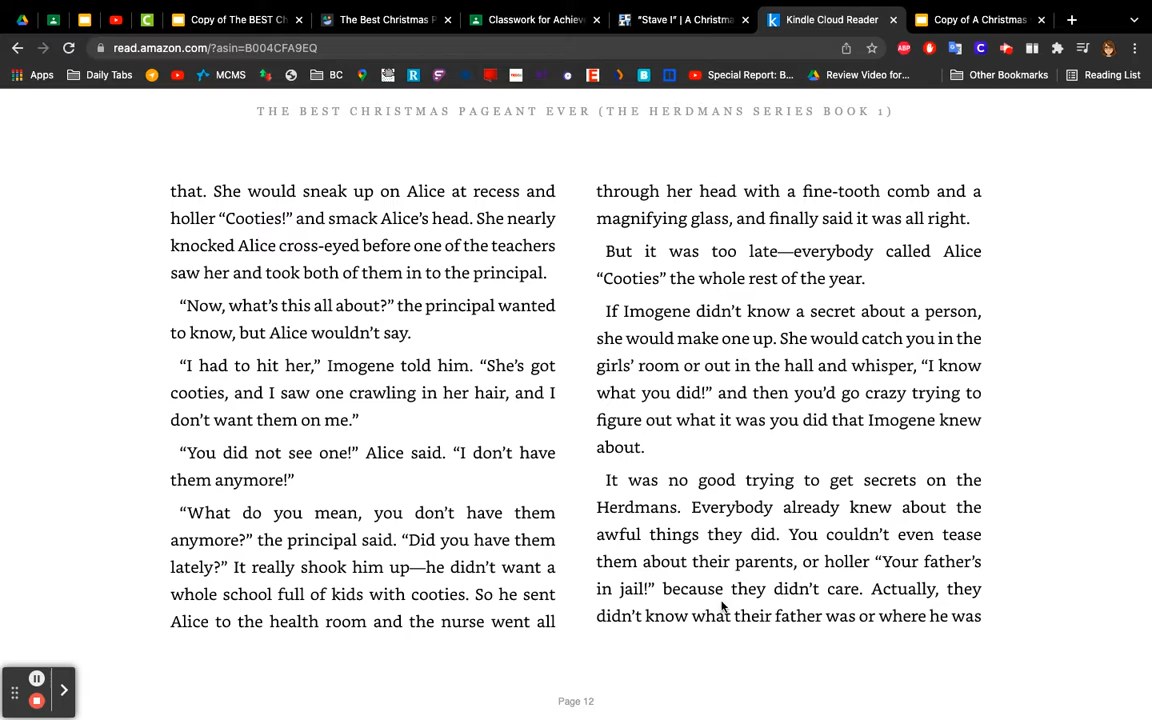 Copy of The BEST Ch
The Best Christmas P
Classwork for Achiev
"Stave I" | A Christma
Kindle Cloud Reader
Copy of A Christmas
read.amazon.com/?asin=B004CFA9EQ
Apps
Daily Tabs
MCMS
BC
Special Report: B...
Review Video for...
Other Bookmarks
Reading List
THE BEST CHRISTMAS PAGEANT EVER (THE HERDMANS SERIES BOOK 1)
that. She would sneak up on Alice at recess and
holler “Cooties!” and smack Alice’s head. She nearly
knocked Alice cross-eyed before one of the teachers
saw her and took both of them in to the principal.
“Now, what’s this all about?” the principal wanted
to know, but Alice wouldn’t say.
“I had to hit her,” Imogene told him. “She’s got
cooties, and I saw one crawling in her hair, and I
don’t want them on me.”
“You did not see one!” Alice said. “I don’t have
them anymore!”
“What do you mean, you don’t have them
anymore?” the principal said. “Did you have them
lately?” It really shook him up—he didn’t want a
whole school full of kids with cooties. So he sent
Alice to the health room and the nurse went all
through her head with a fine-tooth comb and a
magnifying glass, and finally said it was all right.
But it was too late—everybody called Alice
“Cooties” the whole rest of the year.
If Imogene didn’t know a secret about a person,
she would make one up. She would catch you in the
girls’ room or out in the hall and whisper, “I know
what you did!” and then you’d go crazy trying to
figure out what it was you did that Imogene knew
about.
It was no good trying to get secrets on the
Herdmans. Everybody already knew about the
awful things they did. You couldn’t even tease
them about their parents, or holler “Your father’s
in jail!” because they didn’t care. Actually, they
didn’t know what their father was or where he was
Page 12